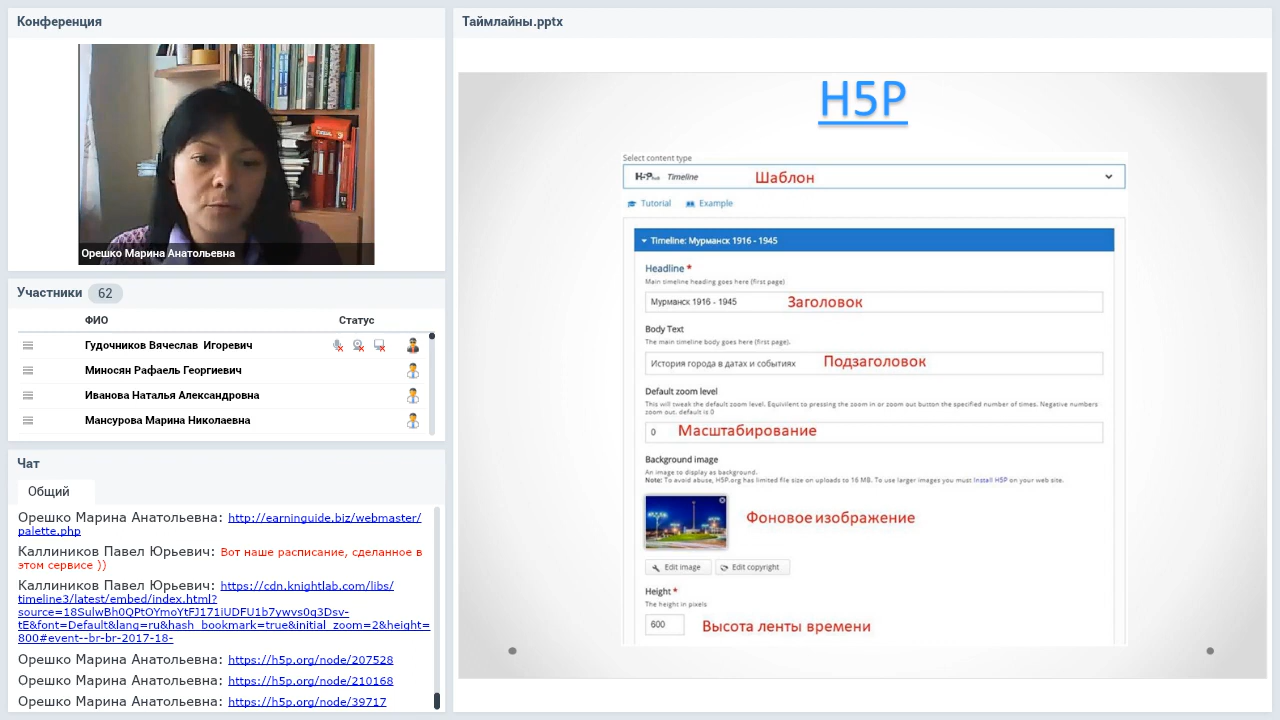 Конференция
Орешко Марина Анатольевна
Участники 62
ФИО Статус
Гудочников Вячеслав Игоревич
Миносян Рафаель Георгиевич
Иванова Наталья Александровна
Мансурова Марина Николаевна
Чат
Общий
Орешко Марина Анатольевна: http://earninguide.biz/webmaster/
palette.php
Каллиников Павел Юрьевич: Вот наше расписание, сделанное в
этом сервисе ))
Каллиников Павел Юрьевич: https://cdn.knightlab.com/libs/
timeline3/latest/embed/index.html?
source=18SulwBh0QPtOYmoYtFJ171iUDFU1b7ywvs0q3Dsv-
tE&font=Default&lang=ru&hash_bookmark=true&initial_zoom=2&height=
800#event--br-br-2017-18-
Орешко Марина Анатольевна: https://h5p.org/node/207528
Орешко Марина Анатольевна: https://h5p.org/node/210168
Орешко Марина Анатольевна: https://h5p.org/node/39717
Таймлайны.pptx
H5P
Select content type
H5P Timeline Шаблон
Tutorial Example
Timeline: Мурманск 1916 - 1945
Headline *
Main timeline heading goes here (first page)
Мурманск 1916 - 1945 Заголовок
Body Text
The main timeline body goes here (first page).
История города в датах и событиях Подзаголовок
Default zoom level
This will tweak the default zoom level. Equivilent to pressing the zoom in or zoom out button the specified number of times. Negative numbers
zoom out. default is 0
0 Масштабирование
Background image
An image to display as background.
Note: To avoid abuse, H5P.org has limited file size on uploads to 16 MB. To use larger images you must Install H5P on your web site.
Фоновое изображение
Edit image Edit copyright
Height *
The height in pixels
600 Высота ленты времени